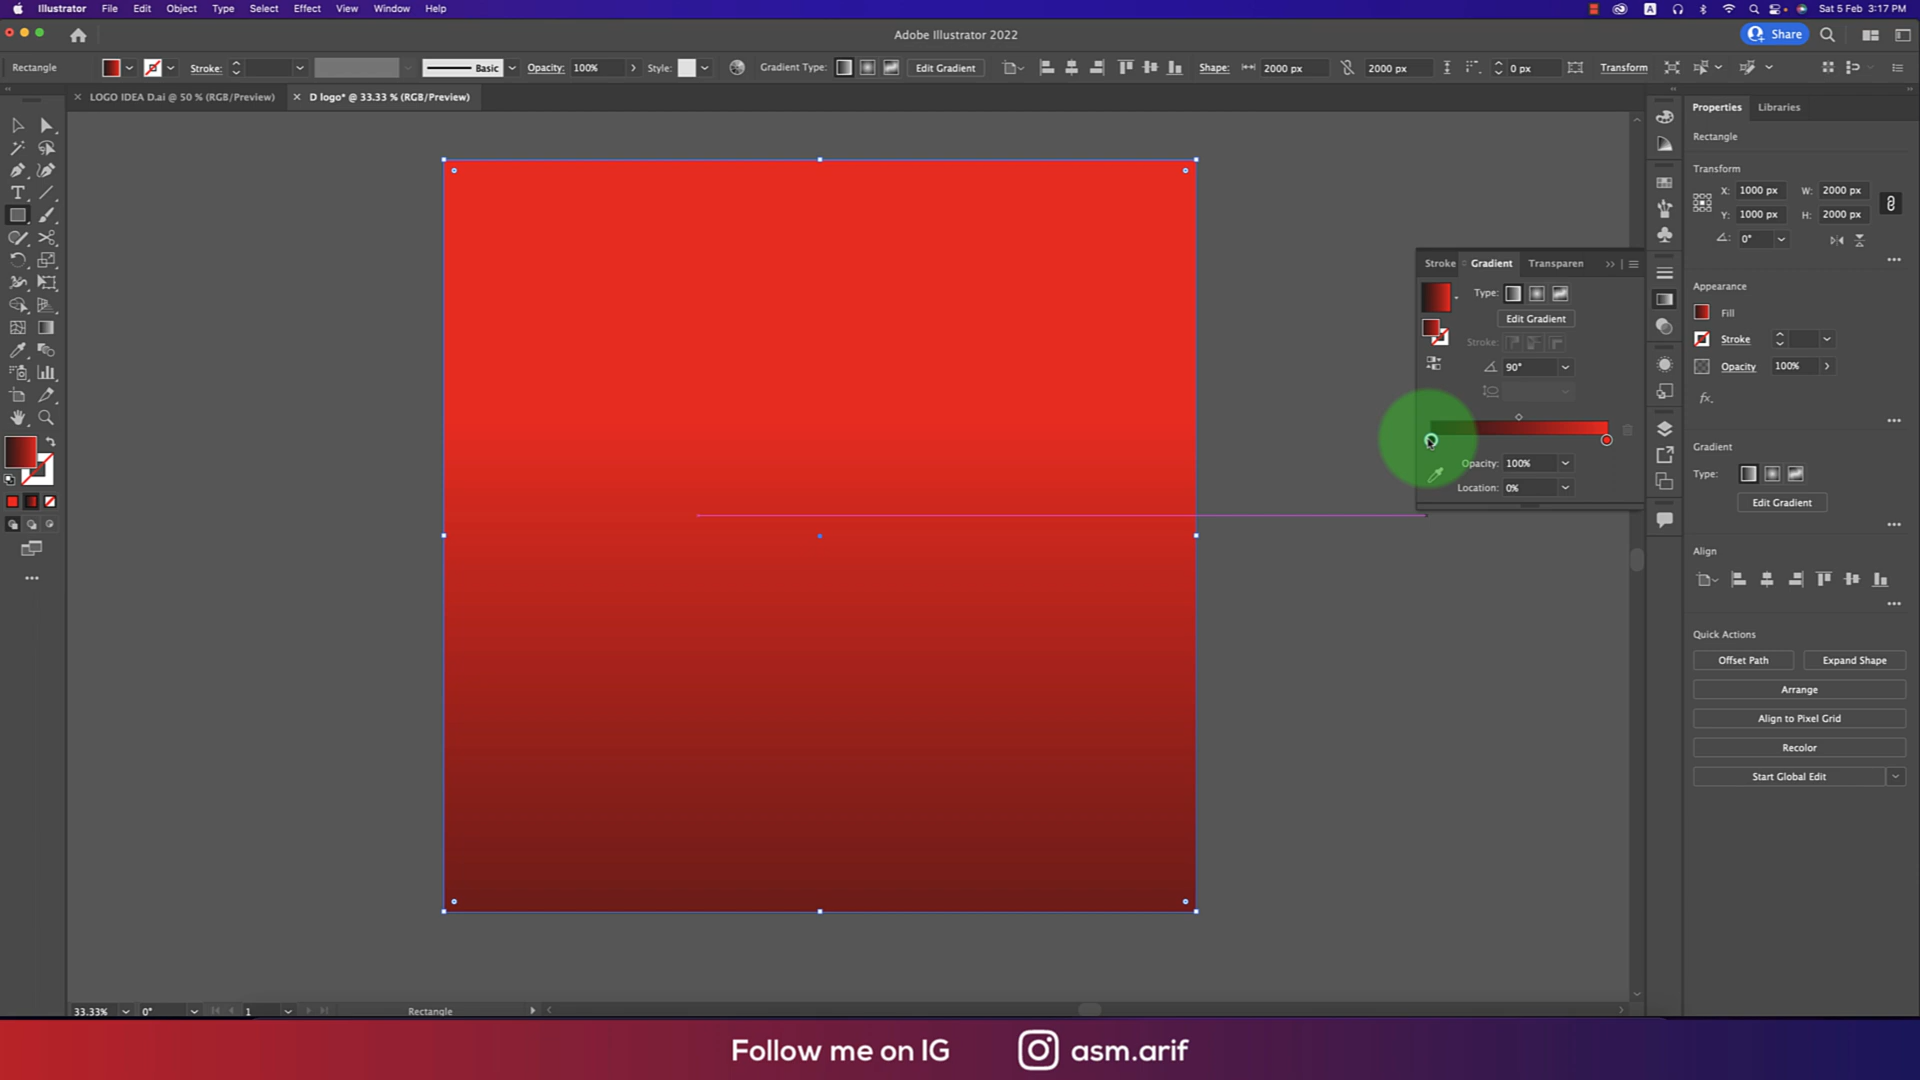 Illustrator File Edit Object Type Select Effect View Window Help
A Sat 5 Feb 3:17 PM
Adobe Illustrator 2022
Share
Rectangle Stroke: Basic Opacity: 100% Style: Gradient Type: Edit Gradient Shape: 2000 px 2000 px 0 px Transform
LOGO IDEA D.ai @ 50 % (RGB/Preview) D logo* @ 33.33 % (RGB/Preview)
Stroke Gradient Transparen
Type:
Edit Gradient
Stroke:
90°
Opacity: 100%
Location: 0%
Properties Libraries
Rectangle
Transform
X: 1000 px W: 2000 px
Y: 1000 px H: 2000 px
0°
Appearance
Fill
Stroke
Opacity 100%
fx.
Gradient
Type:
Edit Gradient
Align
Quick Actions
Offset Path Expand Shape
Arrange
Align to Pixel Grid
Recolor
Start Global Edit
33.33% 0° 1 Rectangle
Follow me on IG asm.arif